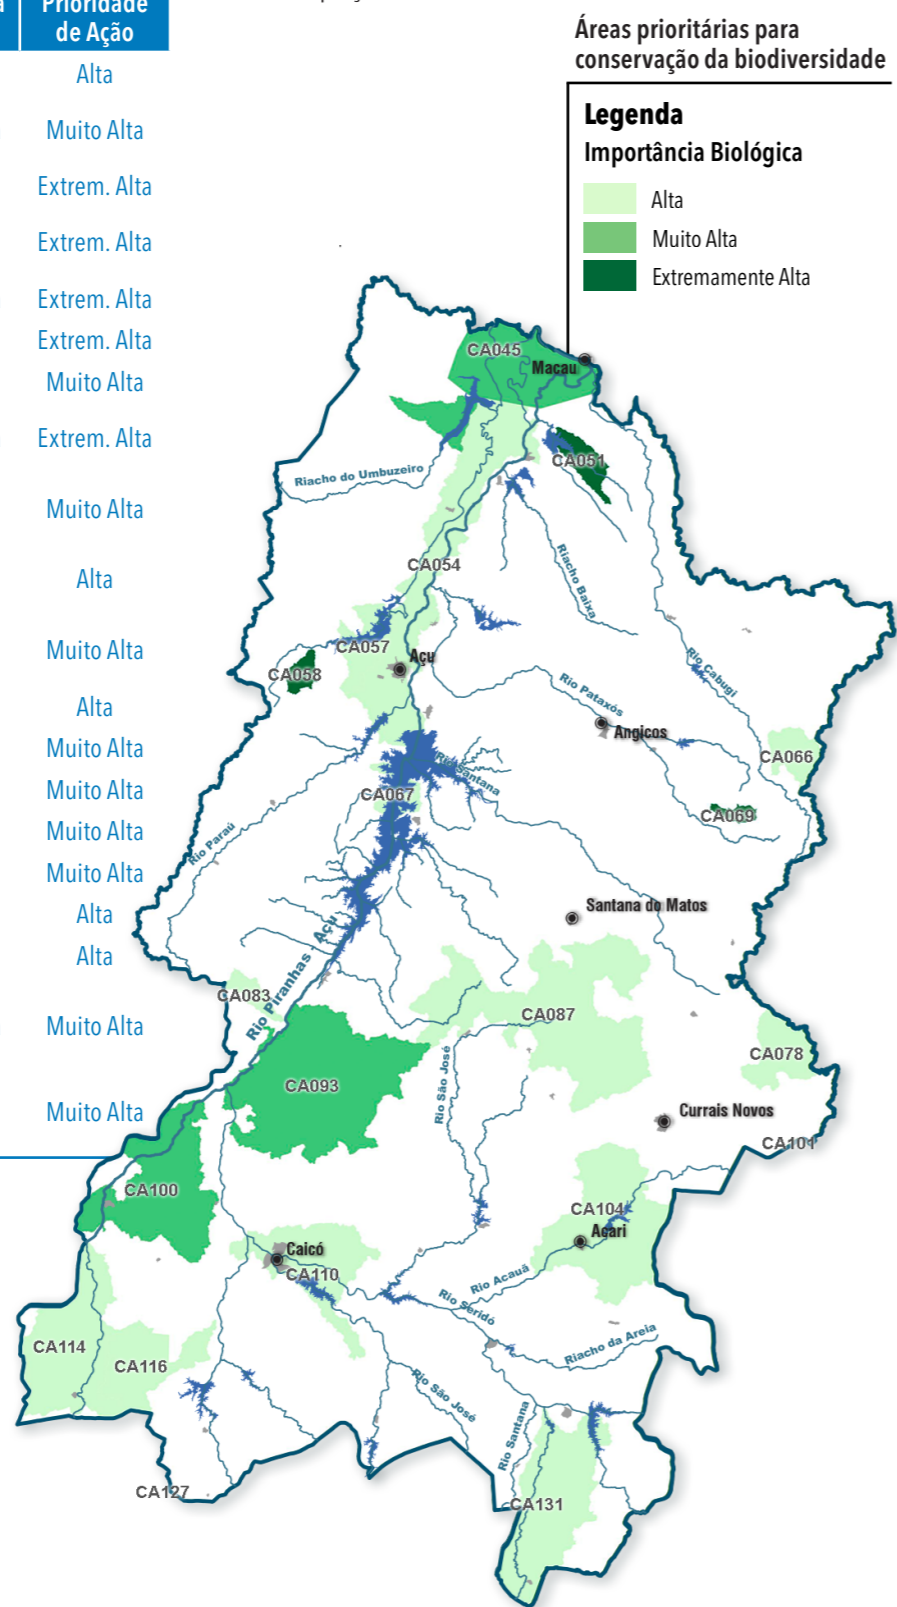 Prioridade
de Ação
Alta
Muito Alta
Extrem. Alta
Extrem. Alta
Extrem. Alta
Extrem. Alta
Muito Alta
Extrem. Alta
Muito Alta
Alta
Muito Alta
Alta
Muito Alta
Muito Alta
Muito Alta
Muito Alta
Alta
Alta
Muito Alta
Muito Alta
Áreas prioritárias para
conservação da biodiversidade
Legenda
Importância Biológica
Alta
Muito Alta
Extremamente Alta
CA045
Macau
CA051
Riacho do Umbuzeiro
CA054
Riacho Baixa
CA057
Açu
CA058
Rio Cabugi
Rio Pataxós
Angicos
CA066
Rio Santana
CA067
CA069
Rio Paraú
Santana do Matos
Rio Piranhas - Açu
CA083
CA087
CA078
Rio São José
CA093
Currais Novos
CA101
CA100
CA104
Acari
Caicó
CA110
Rio Acauã
Rio Seridó
Riacho da Areia
CA114
CA116
Rio São José
Rio Santana
CA127
CA131